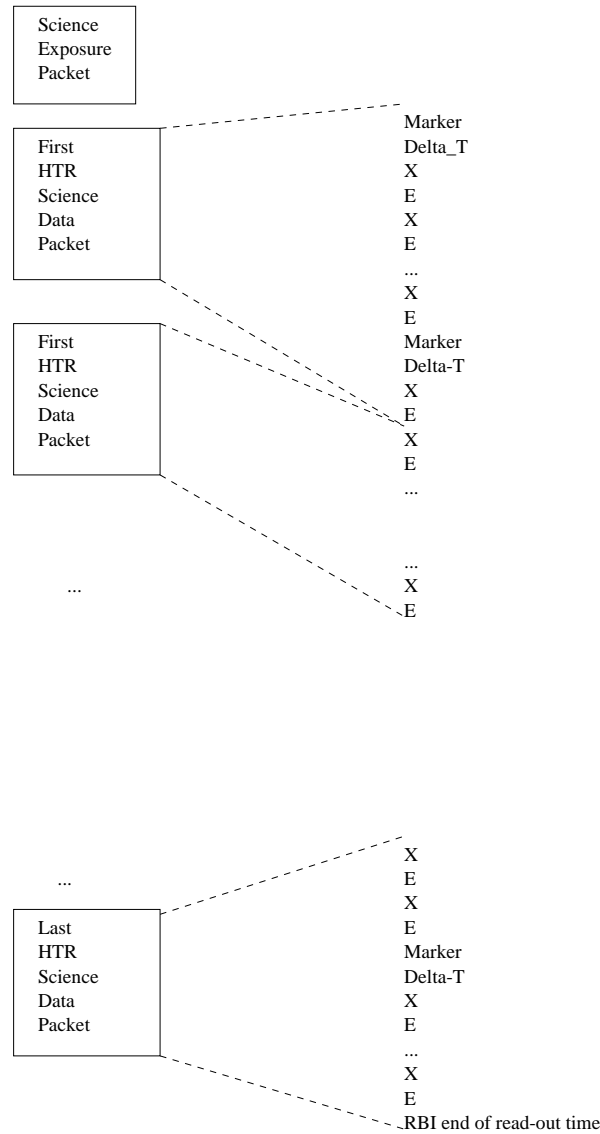 Science
Exposure
Packet
First
HTR
Science
Data
Packet
First
HTR
Science
Data
Packet
...
...
Last
HTR
Science
Data
Packet
Marker
Delta_T
X
E
X
E
...
X
E
Marker
Delta-T
X
E
X
E
...
...
X
E
X
E
X
E
Marker
Delta-T
X
E
...
X
E
RBI end of read-out time